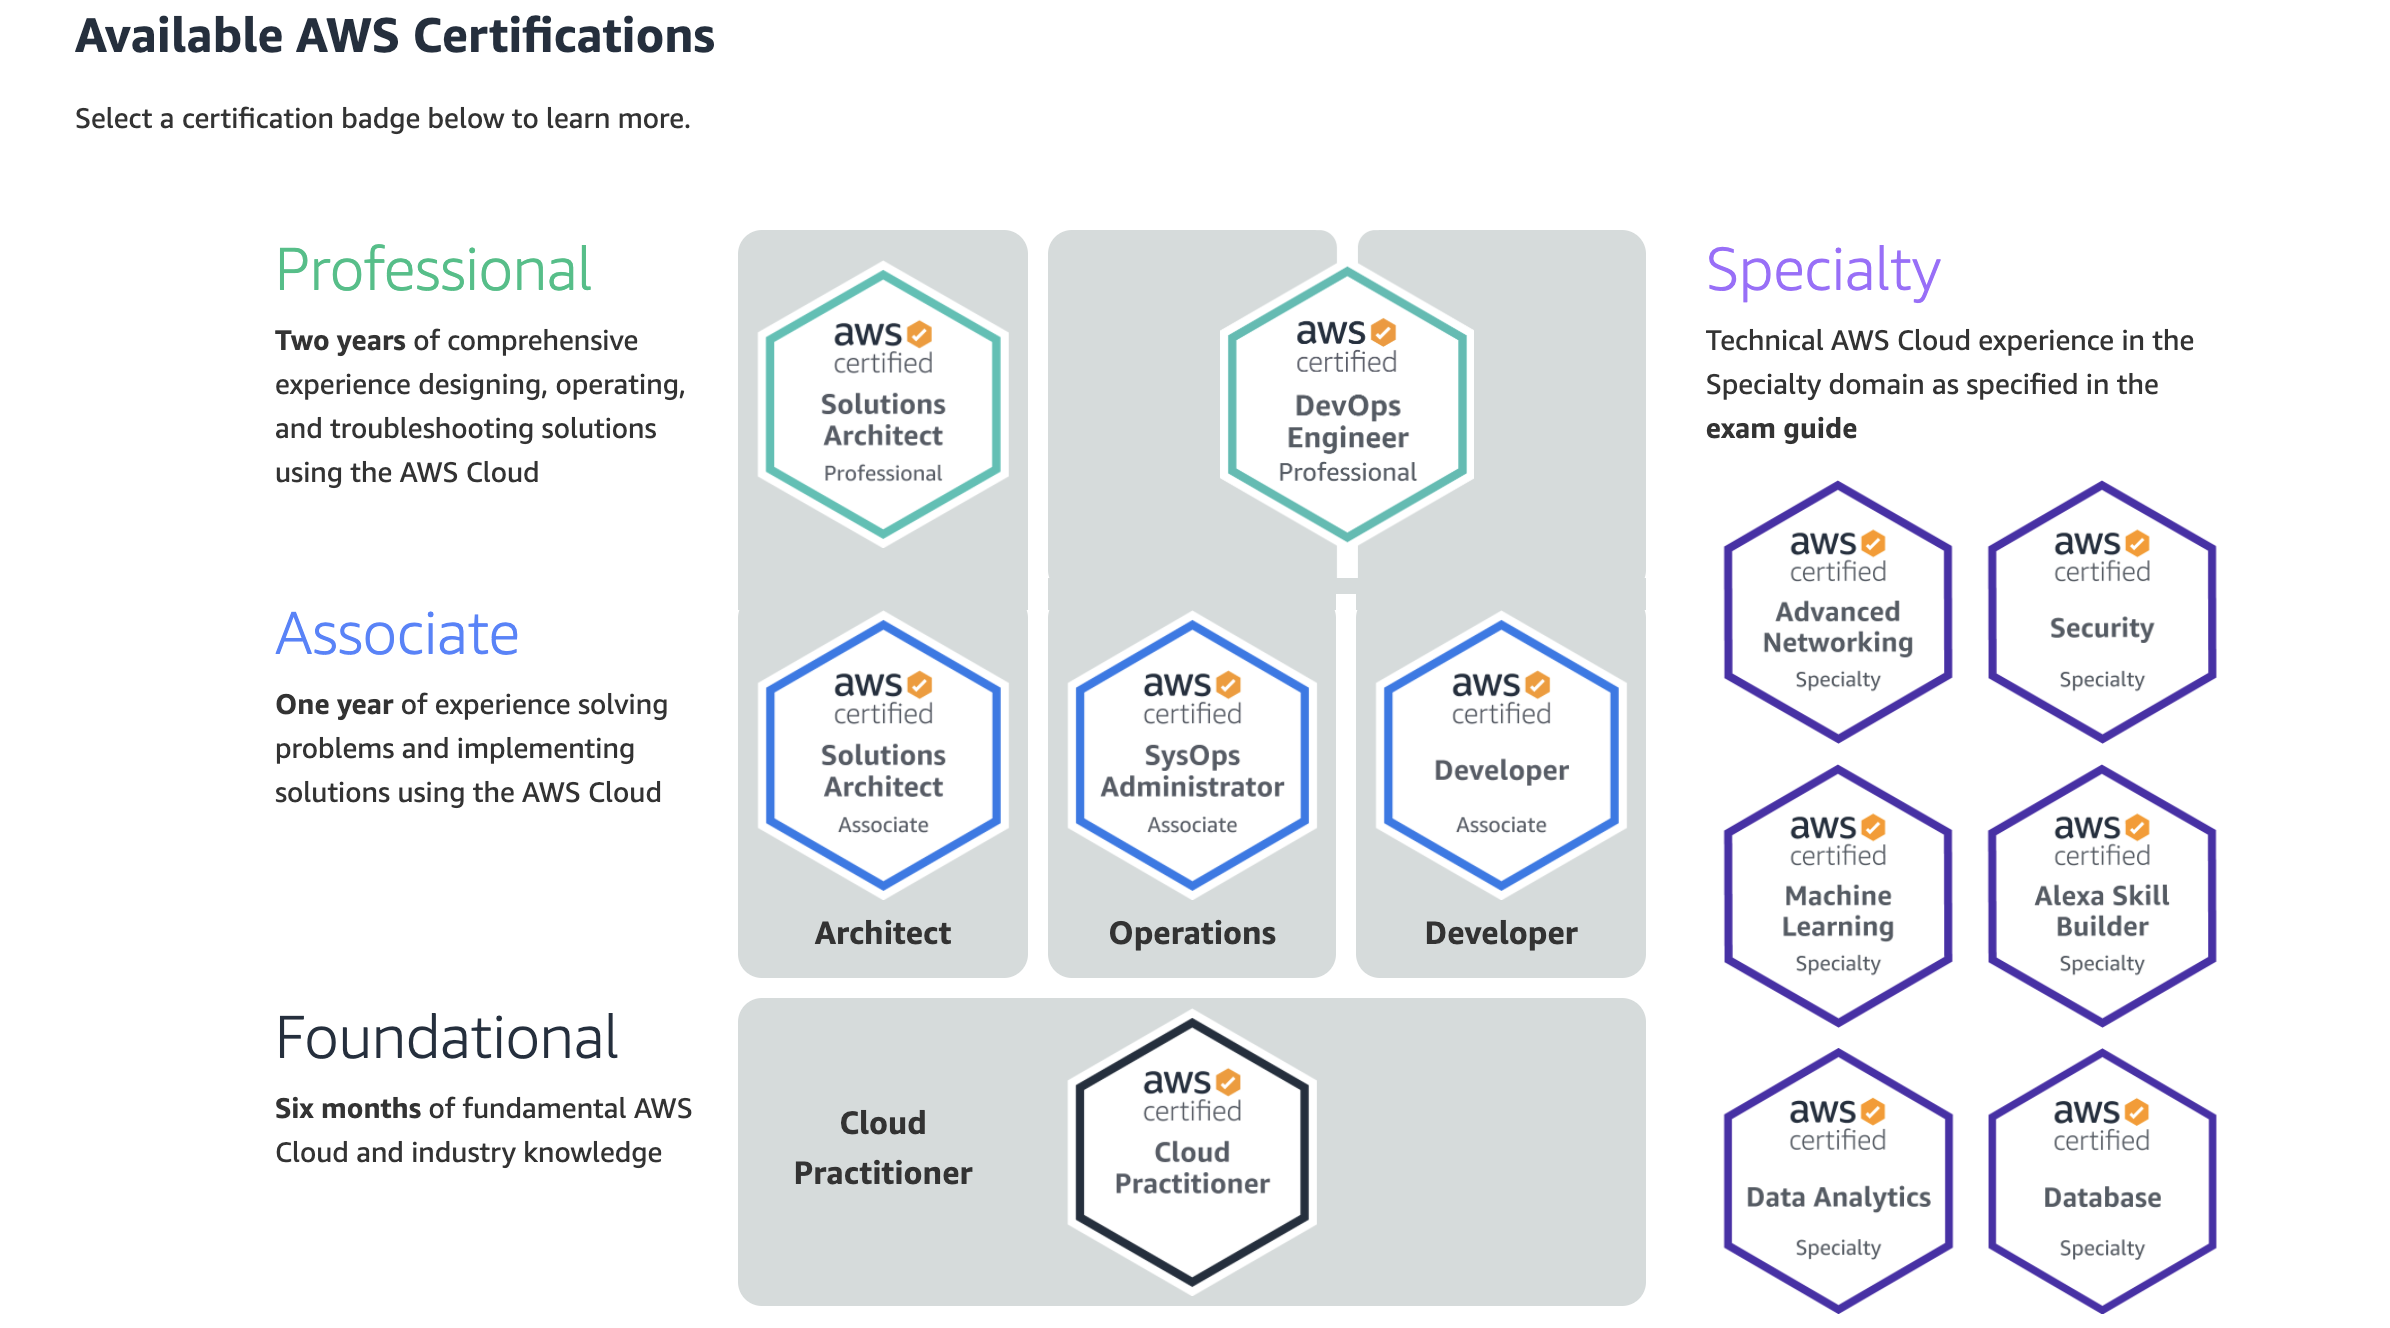 Available AWS Certifications
Select a certification badge below to learn more.
Professional
Two years of comprehensive
experience designing, operating,
and troubleshooting solutions
using the AWS Cloud
aws
certified
Solutions
Architect
Professional
aws
certified
DevOps
Engineer
Professional
Associate
One year of experience solving
problems and implementing
solutions using the AWS Cloud
aws
certified
Solutions
Architect
Associate
Architect
aws
certified
SysOps
Administrator
Associate
Operations
aws
certified
Developer
Associate
Developer
Foundational
Six months of fundamental AWS
Cloud and industry knowledge
Cloud
Practitioner
aws
certified
Cloud
Practitioner
Specialty
Technical AWS Cloud experience in the
Specialty domain as specified in the
exam guide
aws
certified
Advanced
Networking
Specialty
aws
certified
Security
Specialty
aws
certified
Machine
Learning
Specialty
aws
certified
Alexa Skill
Builder
Specialty
aws
certified
Data Analytics
Specialty
aws
certified
Database
Specialty